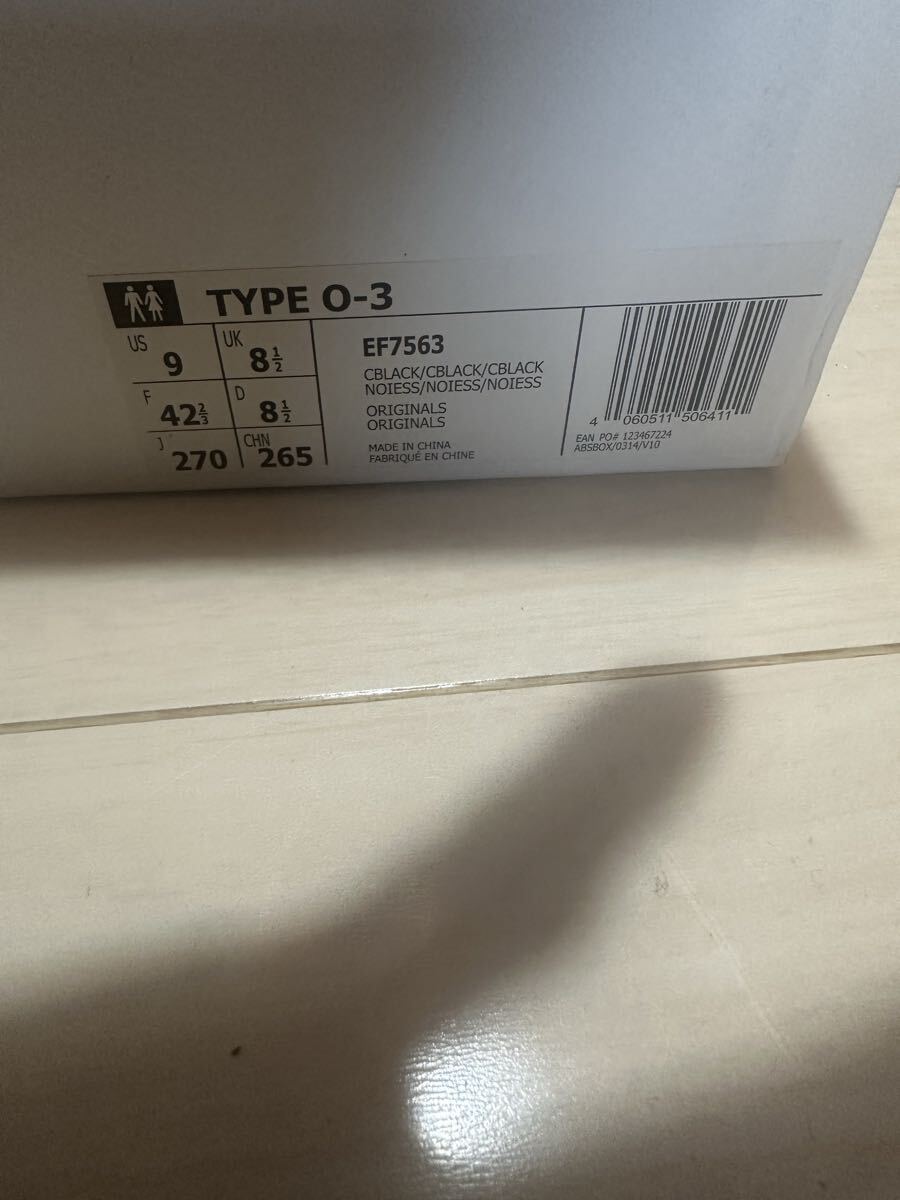 TYPE O-3
US 9 UK 8½
F 42⅔ D 8½
J 270 CHN 265
EF7563
CBLACK/CBLACK/CBLACK
NOIESS/NOIESS/NOIESS
ORIGINALS
ORIGINALS
MADE IN CHINA
FABRIQUÉ EN CHINE
4 060511 506411
EAN PO# 123467224
ABSBOX/0314/V10